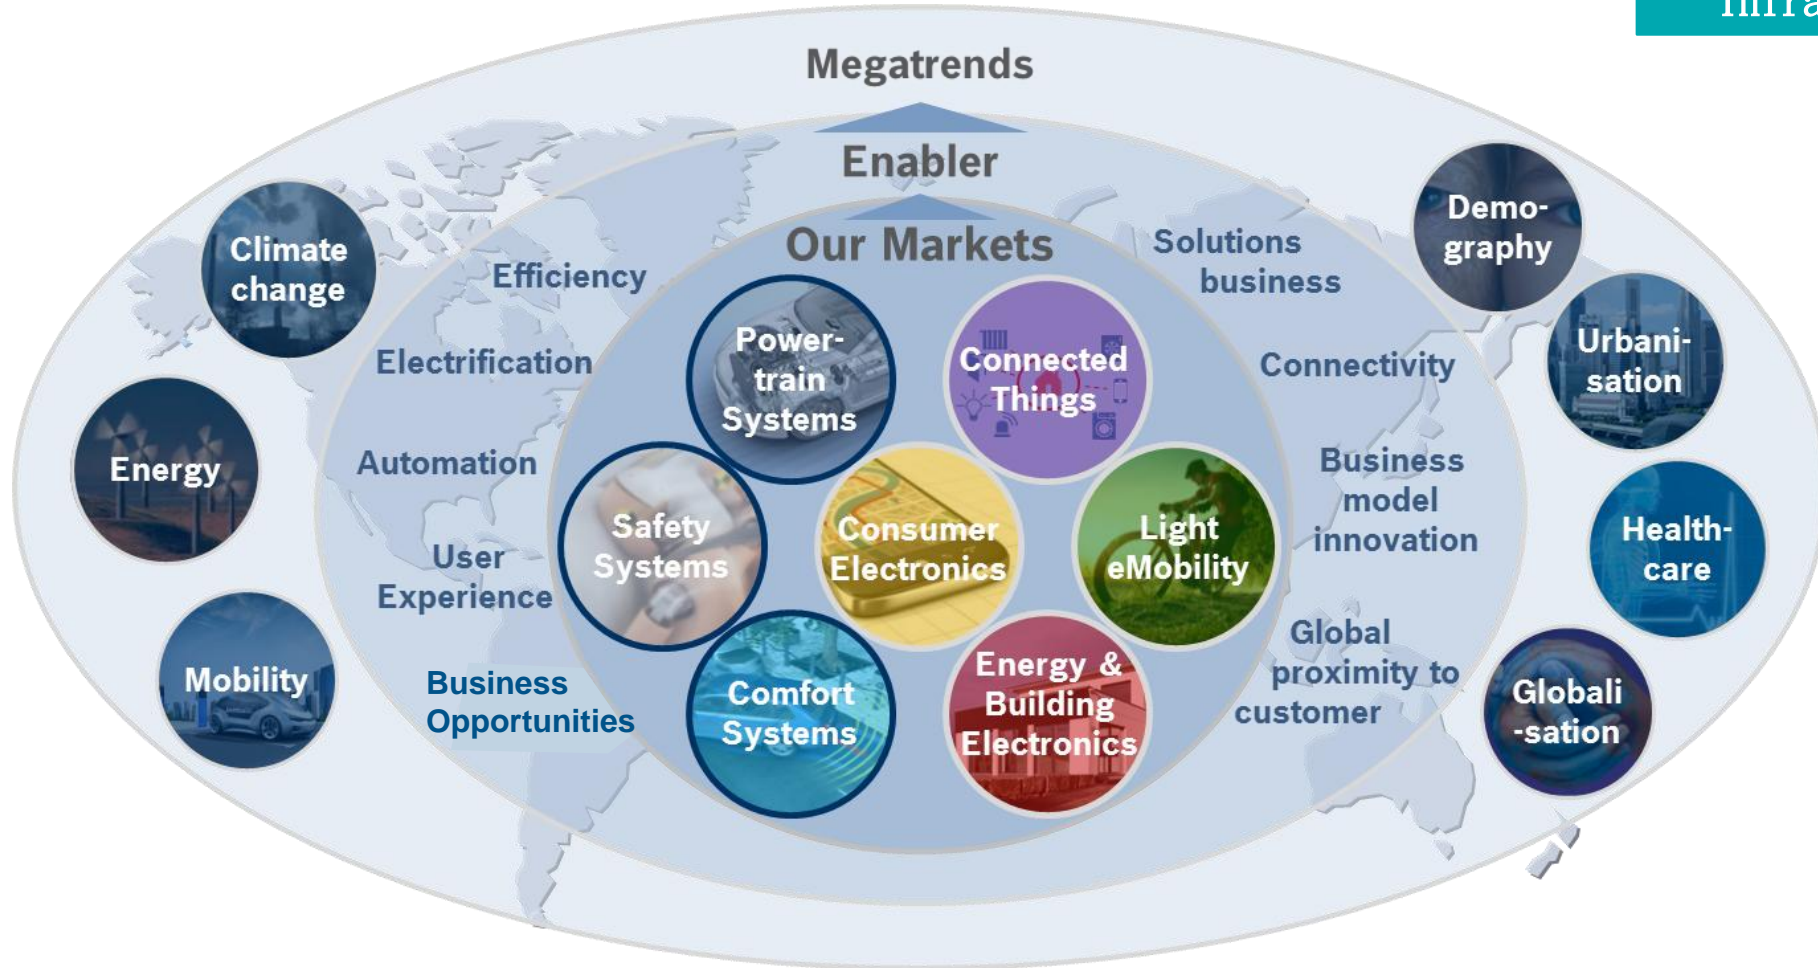 Megatrends
Enabler
Our Markets
Climate
change
Energy
Mobility
Efficiency
Electrification
Automation
User
Experience
Business
Opportunities
Power-
train
Systems
Connected
Things
Safety
Systems
Consumer
Electronics
Light
eMobility
Comfort
Systems
Energy &
Building
Electronics
Solutions
business
Connectivity
Business
model
innovation
Global
proximity to
customer
Demo-
graphy
Urbani-
sation
Health-
care
Globali
-sation